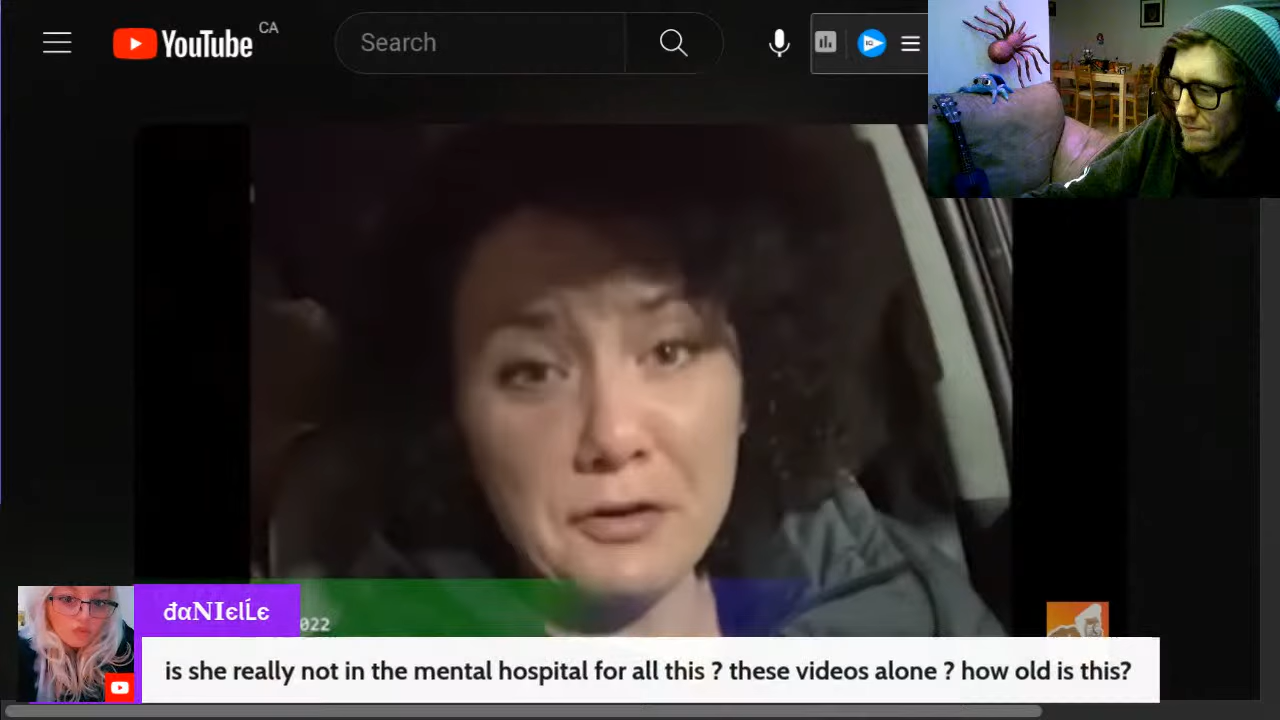 YouTube CA
Search
đαNIєlĹє
022
is she really not in the mental hospital for all this ? these videos alone ? how old is this?